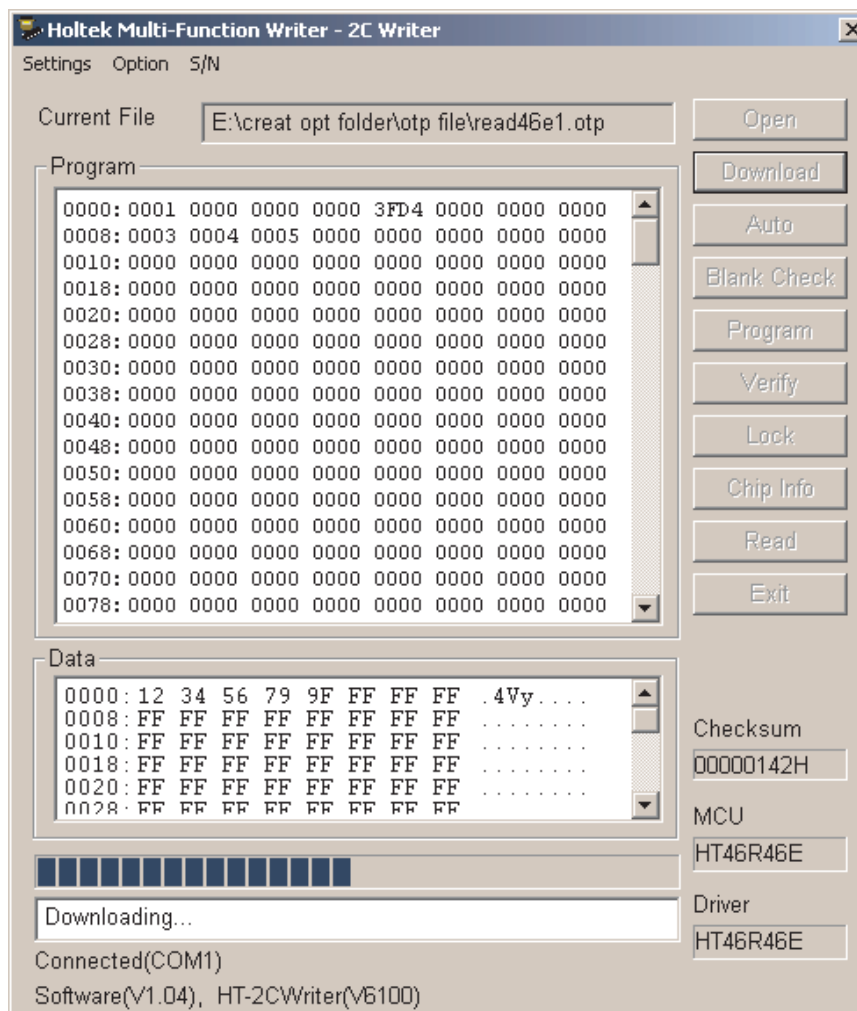 Holtek Multi-Function Writer - 2C Writer
Settings Option S/N
Current File E:\creat opt folder\otp file\read46e1.otp
Open
Download
Auto
Blank Check
Program
Verify
Lock
Chip Info
Read
Exit
Program
0000:0001 0000 0000 0000 3FD4 0000 0000 0000
0008:0003 0004 0005 0000 0000 0000 0000 0000
0010:0000 0000 0000 0000 0000 0000 0000 0000
0018:0000 0000 0000 0000 0000 0000 0000 0000
0020:0000 0000 0000 0000 0000 0000 0000 0000
0028:0000 0000 0000 0000 0000 0000 0000 0000
0030:0000 0000 0000 0000 0000 0000 0000 0000
0038:0000 0000 0000 0000 0000 0000 0000 0000
0040:0000 0000 0000 0000 0000 0000 0000 0000
0048:0000 0000 0000 0000 0000 0000 0000 0000
0050:0000 0000 0000 0000 0000 0000 0000 0000
0058:0000 0000 0000 0000 0000 0000 0000 0000
0060:0000 0000 0000 0000 0000 0000 0000 0000
0068:0000 0000 0000 0000 0000 0000 0000 0000
0070:0000 0000 0000 0000 0000 0000 0000 0000
0078:0000 0000 0000 0000 0000 0000 0000 0000
Data
0000:12 34 56 79 9F FF FF FF .4Vy....
0008:FF FF FF FF FF FF FF FF ........
0010:FF FF FF FF FF FF FF FF ........
0018:FF FF FF FF FF FF FF FF ........
0020:FF FF FF FF FF FF FF FF ........
0028:FF FF FF FF FF FF FF FF
Checksum
00000142H
MCU
HT46R46E
Driver
HT46R46E
Downloading...
Connected(COM1)
Software(V1.04), HT-2CWriter(V6100)